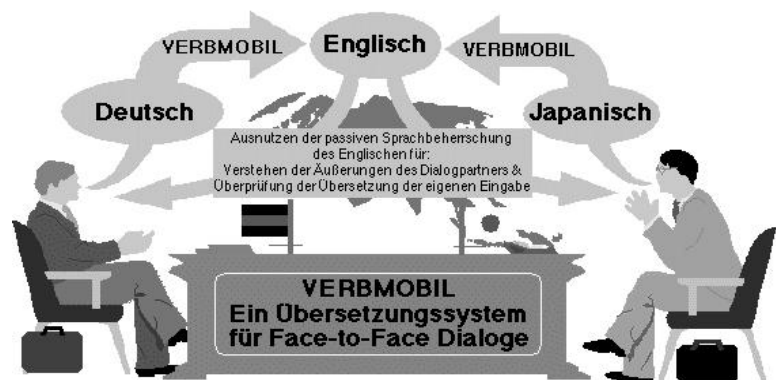 VERBMOBIL
Englisch
VERBMOBIL
Deutsch
Japanisch
Ausnutzen der passiven Sprachbeherrschung
des Englischen für:
Verstehen der Äußerungen des Dialogpartners &
Überprüfung der Übersetzung der eigenen Eingabe
VERBMOBIL
Ein Übersetzungssystem
für Face-to-Face Dialoge